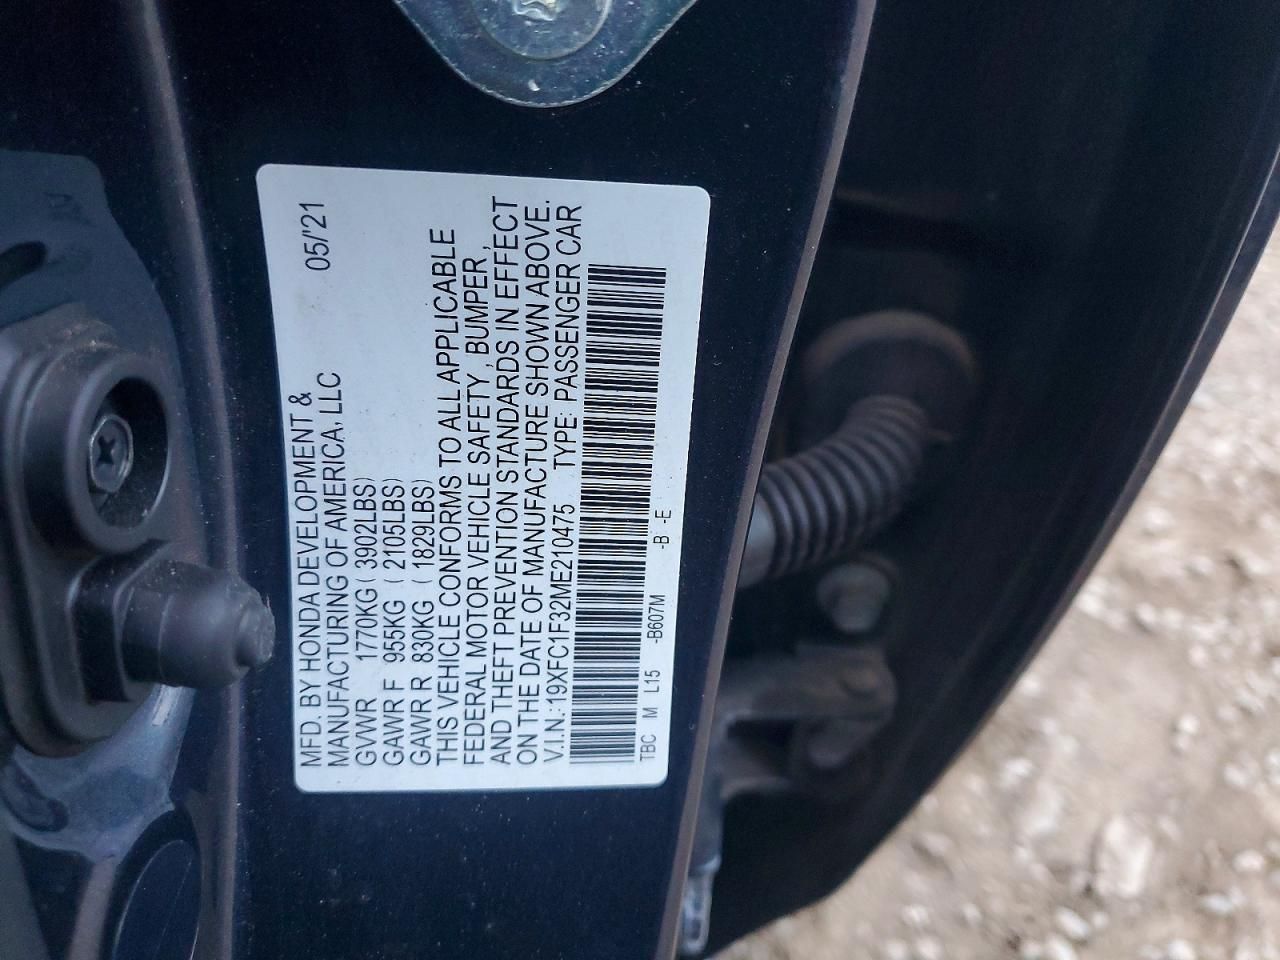 MFD. BY HONDA DEVELOPMENT & 05/'21
MANUFACTURING OF AMERICA, LLC
GVWR 1770KG (3902LBS)
GAWR F 955KG (2105LBS)
GAWR R 830KG (1829LBS)
THIS VEHICLE CONFORMS TO ALL APPLICABLE
FEDERAL MOTOR VEHICLE SAFETY, BUMPER,
AND THEFT PREVENTION STANDARDS IN EFFECT
ON THE DATE OF MANUFACTURE SHOWN ABOVE.
V.I.N.: 19XFC1F32ME210475 TYPE: PASSENGER CAR
TBC M L15 -B607M -B -E